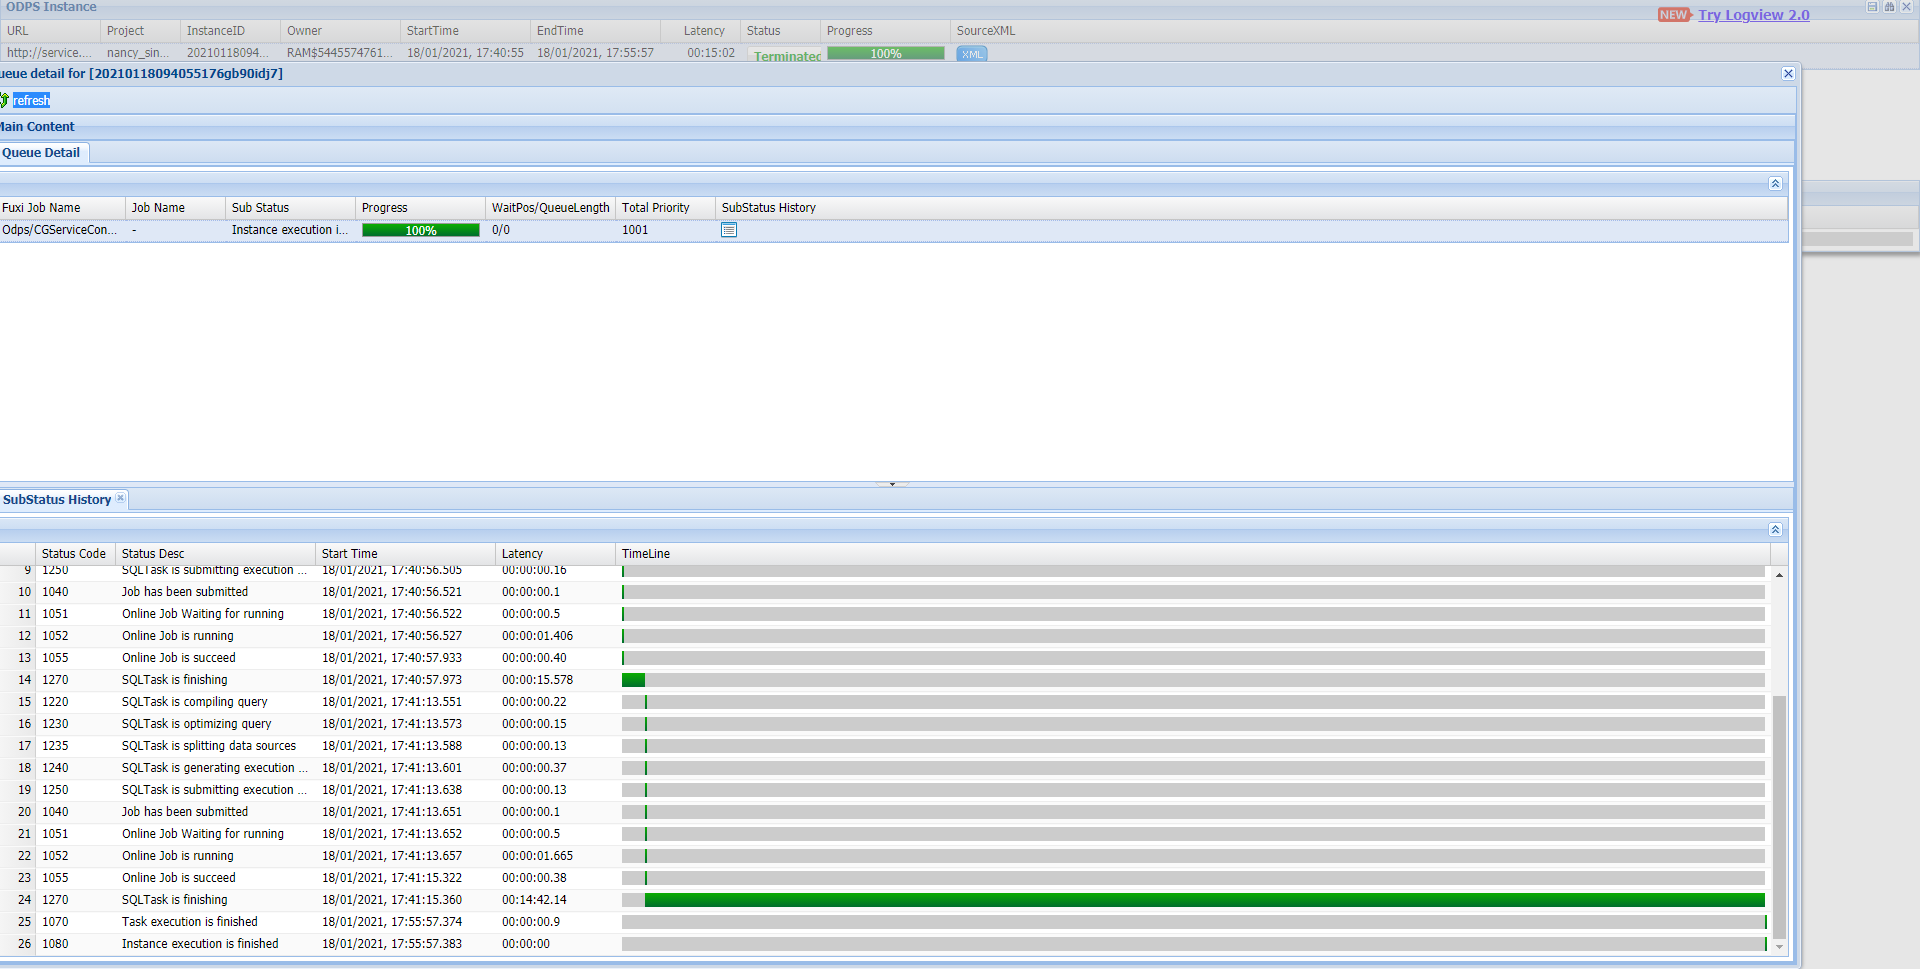 ODPS Instance
NEW Try Logview 2.0
URL Project InstanceID Owner StartTime EndTime Latency Status Progress SourceXML
http://service.... nancy_sin... 20210118094... RAM$5445574761... 18/01/2021, 17:40:55 18/01/2021, 17:55:57 00:15:02 Terminated 100% XML
ueue detail for [20210118094055176gb90idj7]
refresh
Main Content
Queue Detail
Fuxi Job Name Job Name Sub Status Progress WaitPos/QueueLength Total Priority SubStatus History
Odps/CGServiceCon... - Instance execution i... 100% 0/0 1001
SubStatus History
Status Code Status Desc Start Time Latency TimeLine
9 1250 SQLTask is submitting execution ... 18/01/2021, 17:40:56.505 00:00:00.16
10 1040 Job has been submitted 18/01/2021, 17:40:56.521 00:00:00.1
11 1051 Online Job Waiting for running 18/01/2021, 17:40:56.522 00:00:00.5
12 1052 Online Job is running 18/01/2021, 17:40:56.527 00:00:01.406
13 1055 Online Job is succeed 18/01/2021, 17:40:57.933 00:00:00.40
14 1270 SQLTask is finishing 18/01/2021, 17:40:57.973 00:00:15.578
15 1220 SQLTask is compiling query 18/01/2021, 17:41:13.551 00:00:00.22
16 1230 SQLTask is optimizing query 18/01/2021, 17:41:13.573 00:00:00.15
17 1235 SQLTask is splitting data sources 18/01/2021, 17:41:13.588 00:00:00.13
18 1240 SQLTask is generating execution ... 18/01/2021, 17:41:13.601 00:00:00.37
19 1250 SQLTask is submitting execution ... 18/01/2021, 17:41:13.638 00:00:00.13
20 1040 Job has been submitted 18/01/2021, 17:41:13.651 00:00:00.1
21 1051 Online Job Waiting for running 18/01/2021, 17:41:13.652 00:00:00.5
22 1052 Online Job is running 18/01/2021, 17:41:13.657 00:00:01.665
23 1055 Online Job is succeed 18/01/2021, 17:41:15.322 00:00:00.38
24 1270 SQLTask is finishing 18/01/2021, 17:41:15.360 00:14:42.14
25 1070 Task execution is finished 18/01/2021, 17:55:57.374 00:00:00.9
26 1080 Instance execution is finished 18/01/2021, 17:55:57.383 00:00:00